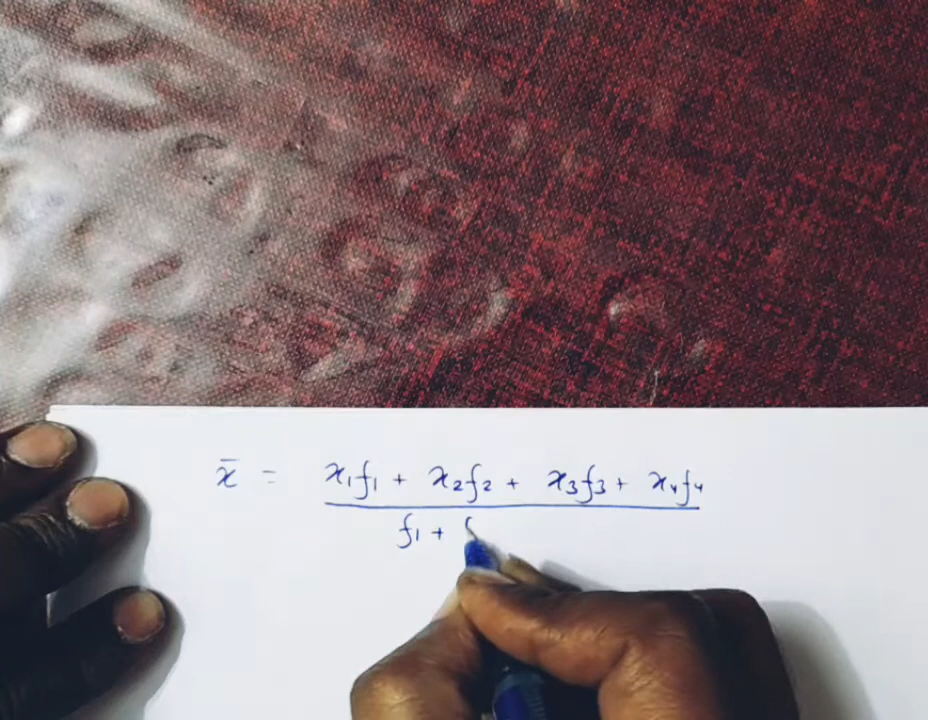 x̄ = x₁f₁ + x₂f₂ + x₃f₃ + x₄f₄
f₁ + f